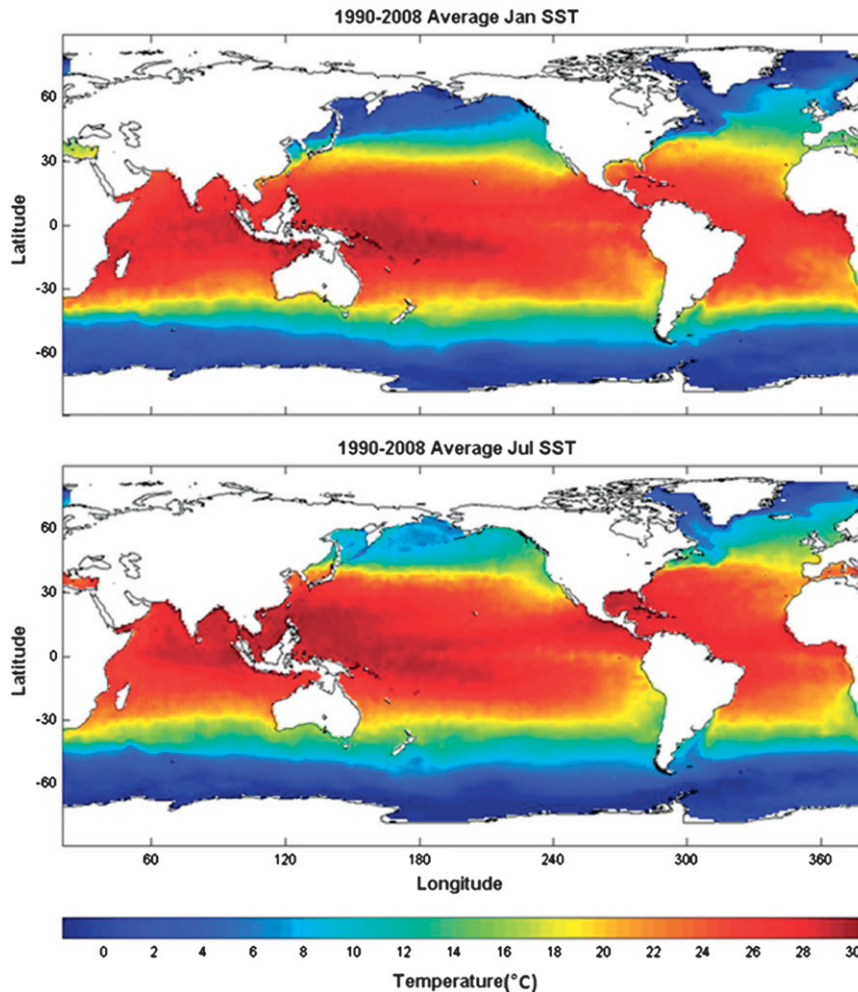 1990-2008 Average Jan SST
60
30
0
-30
-60
Latitude
1990-2008 Average Jul SST
60
30
0
-30
-60
Latitude
60 120 180 240 300 360
Longitude
0 2 4 6 8 10 12 14 16 18 20 22 24 26 28 30
Temperature(°C)